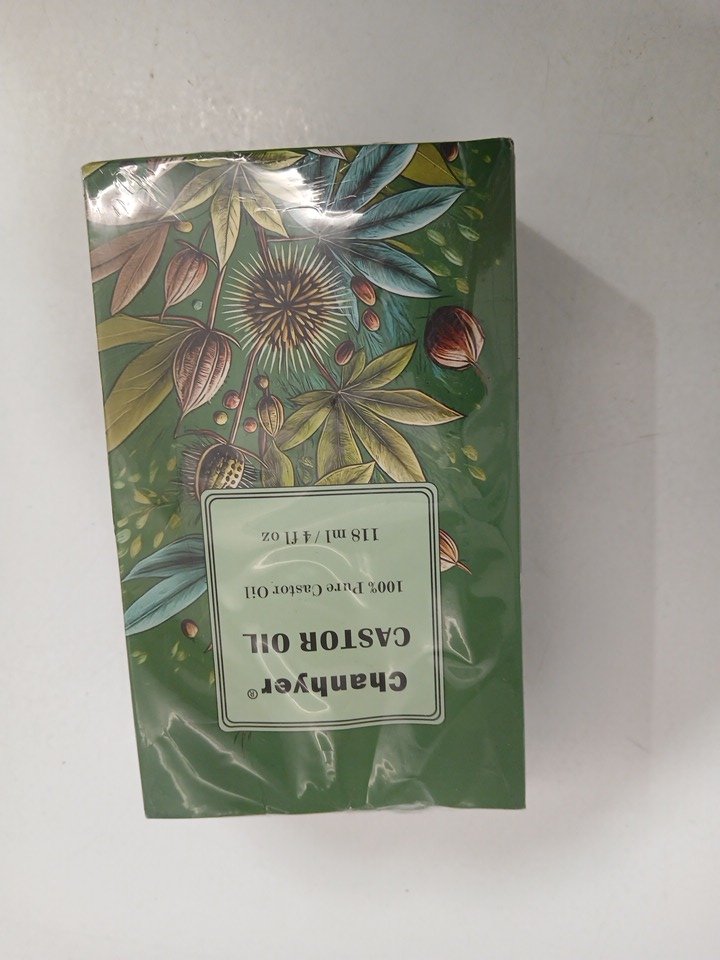 Chanhyer®
CASTOR OIL
100% Pure Castor Oil
118 ml / 4 fl oz